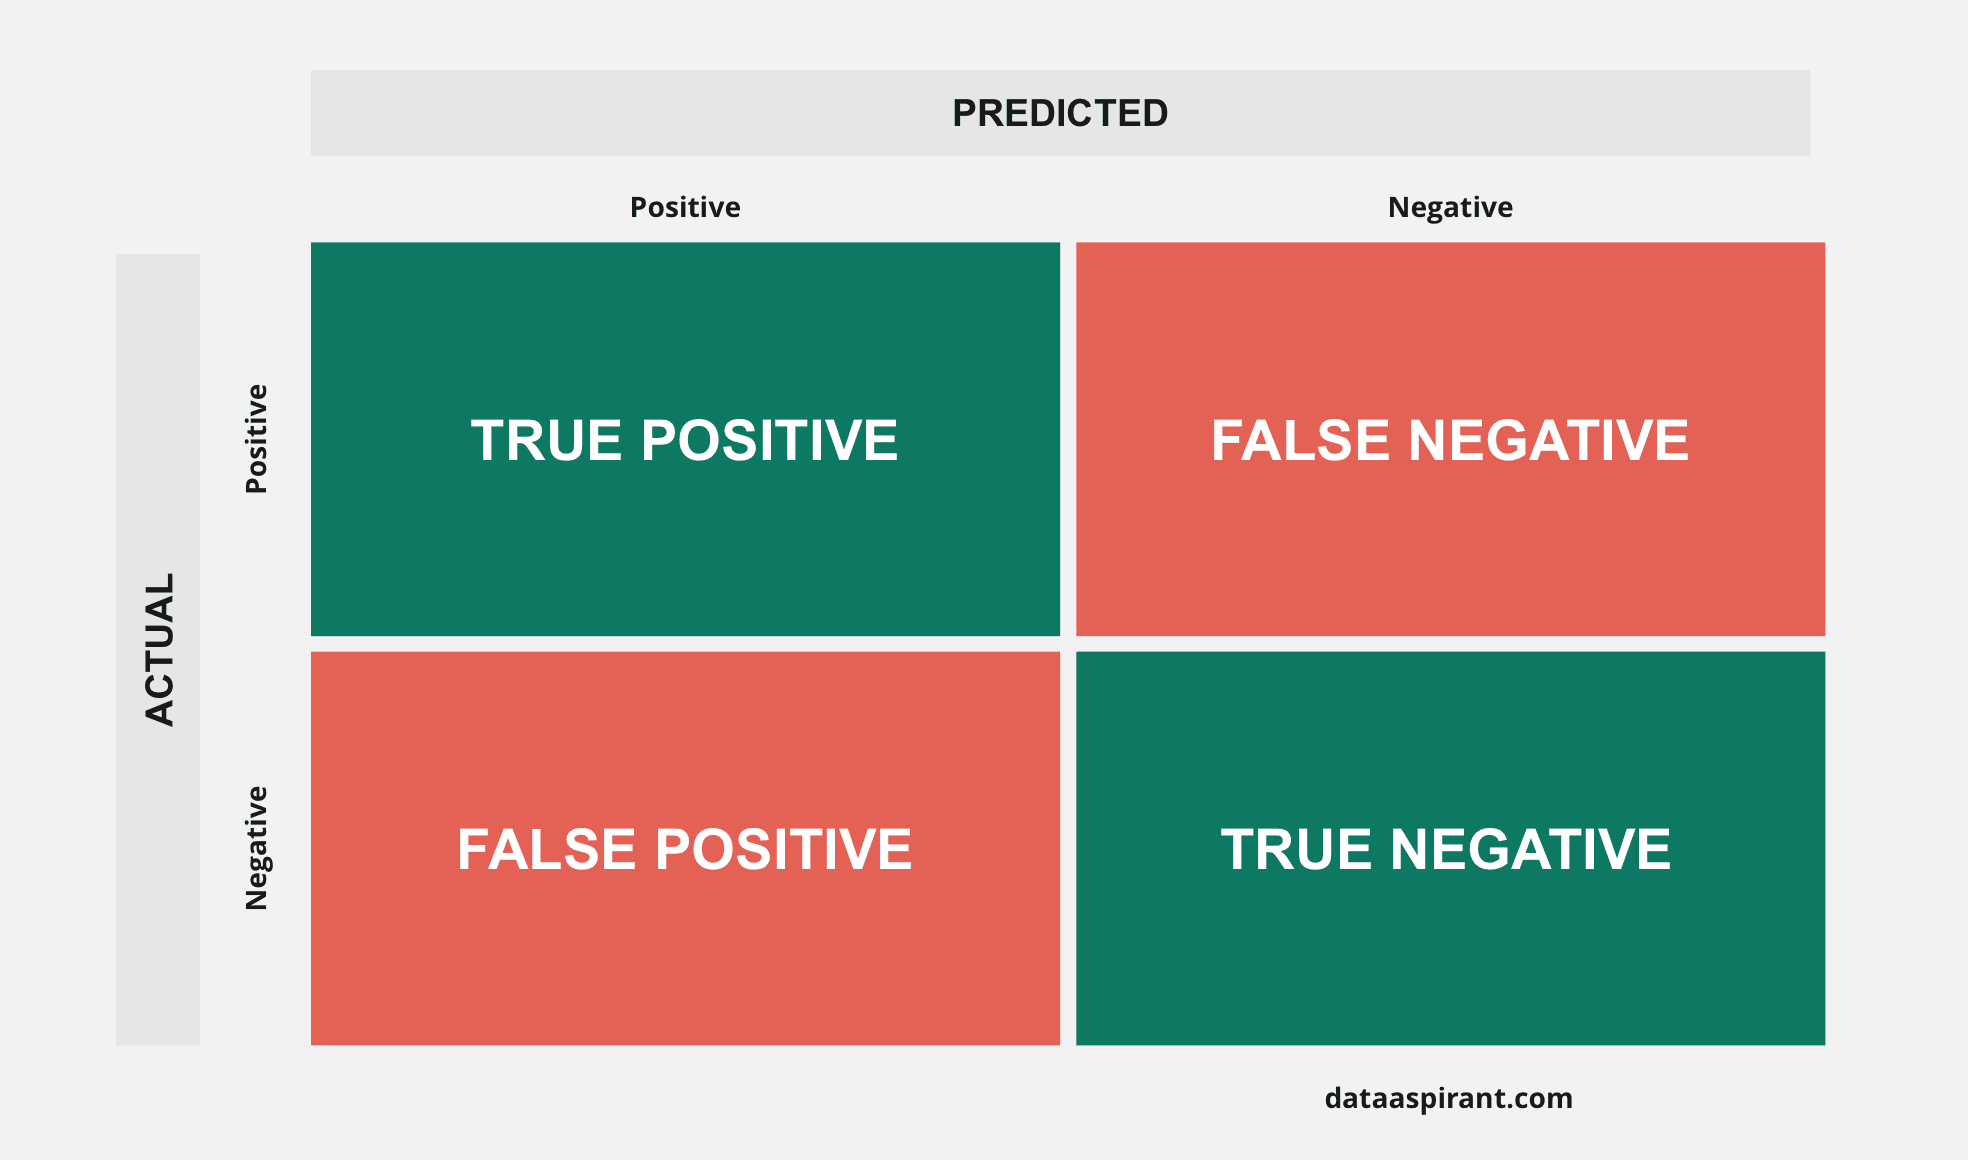 PREDICTED
Positive
Negative
ACTUAL
Positive
TRUE POSITIVE
FALSE NEGATIVE
Negative
FALSE POSITIVE
TRUE NEGATIVE
dataaspirant.com